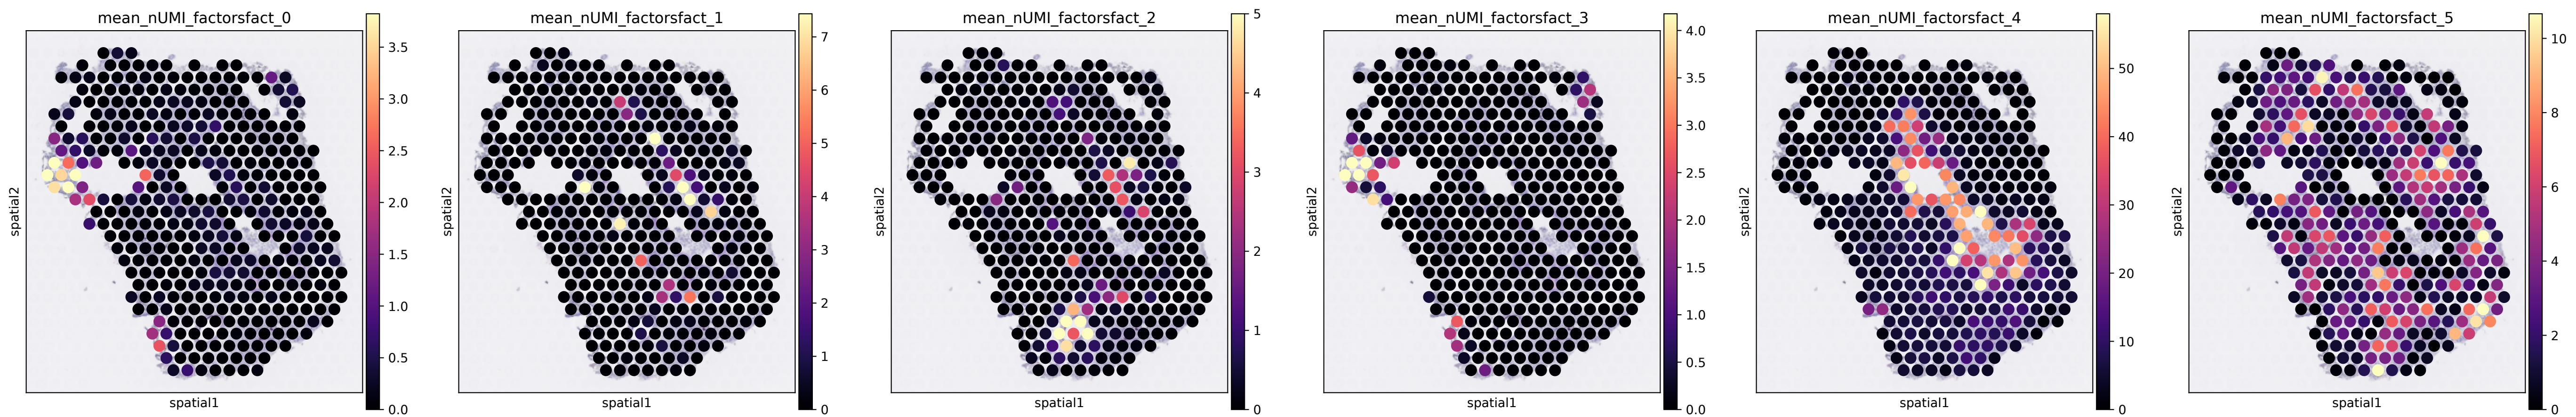 mean_nUMI_factorsfact_0
mean_nUMI_factorsfact_1
mean_nUMI_factorsfact_2
mean_nUMI_factorsfact_3
mean_nUMI_factorsfact_4
mean_nUMI_factorsfact_5
spatial2
spatial1
3.5
3.0
2.5
2.0
1.5
1.0
0.5
0.0
spatial2
spatial1
7
6
5
4
3
2
1
0
spatial2
spatial1
5
4
3
2
1
0
spatial2
spatial1
4.0
3.5
3.0
2.5
2.0
1.5
1.0
0.5
0.0
spatial2
spatial1
50
40
30
20
10
0
spatial2
spatial1
10
8
6
4
2
0